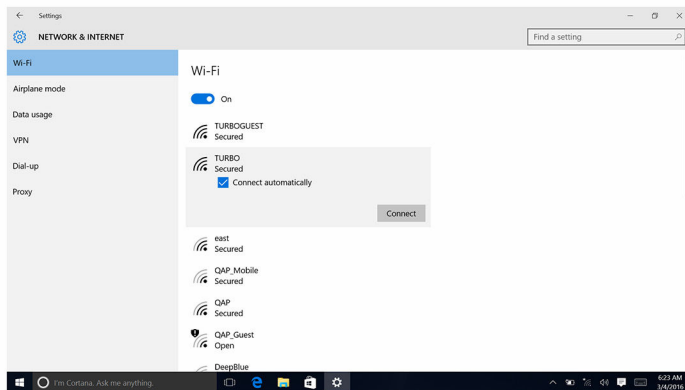 Settings
NETWORK & INTERNET
Find a setting
Wi-Fi
Airplane mode
Data usage
VPN
Dial-up
Proxy
Wi-Fi
On
TURBOGUEST
Secured
TURBO
Secured
Connect automatically
Connect
east
Secured
QAP_Mobile
Secured
QAP
Secured
QAP_Guest
Open
DeepBlue
I'm Cortana. Ask me anything.
6:23 AM
3/4/2016